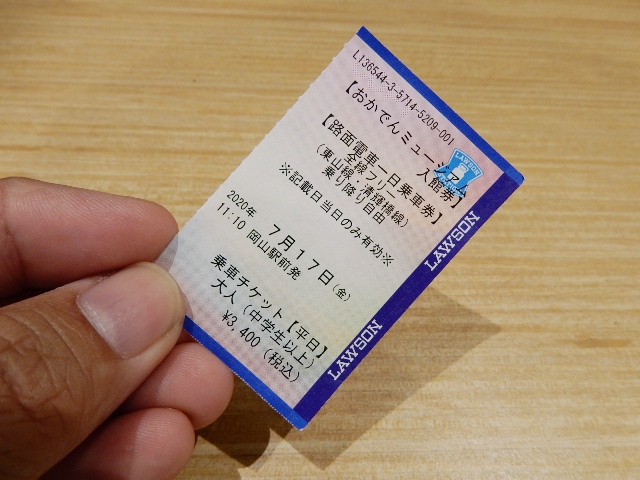 L136544-3-5714-5209-001
【おかでんミュージアム
入館券】
【路面電車一日乗車券】
全線フリー
(東山線・清輝橋線)
乗り降り自由
※記載日当日のみ有効※
2020年
7月17日(金)
11:10 岡山駅前発
乗車チケット【平日】
大人(中学生以上)
¥3,400(税込)
LAWSON
LAWSON
LAWSON